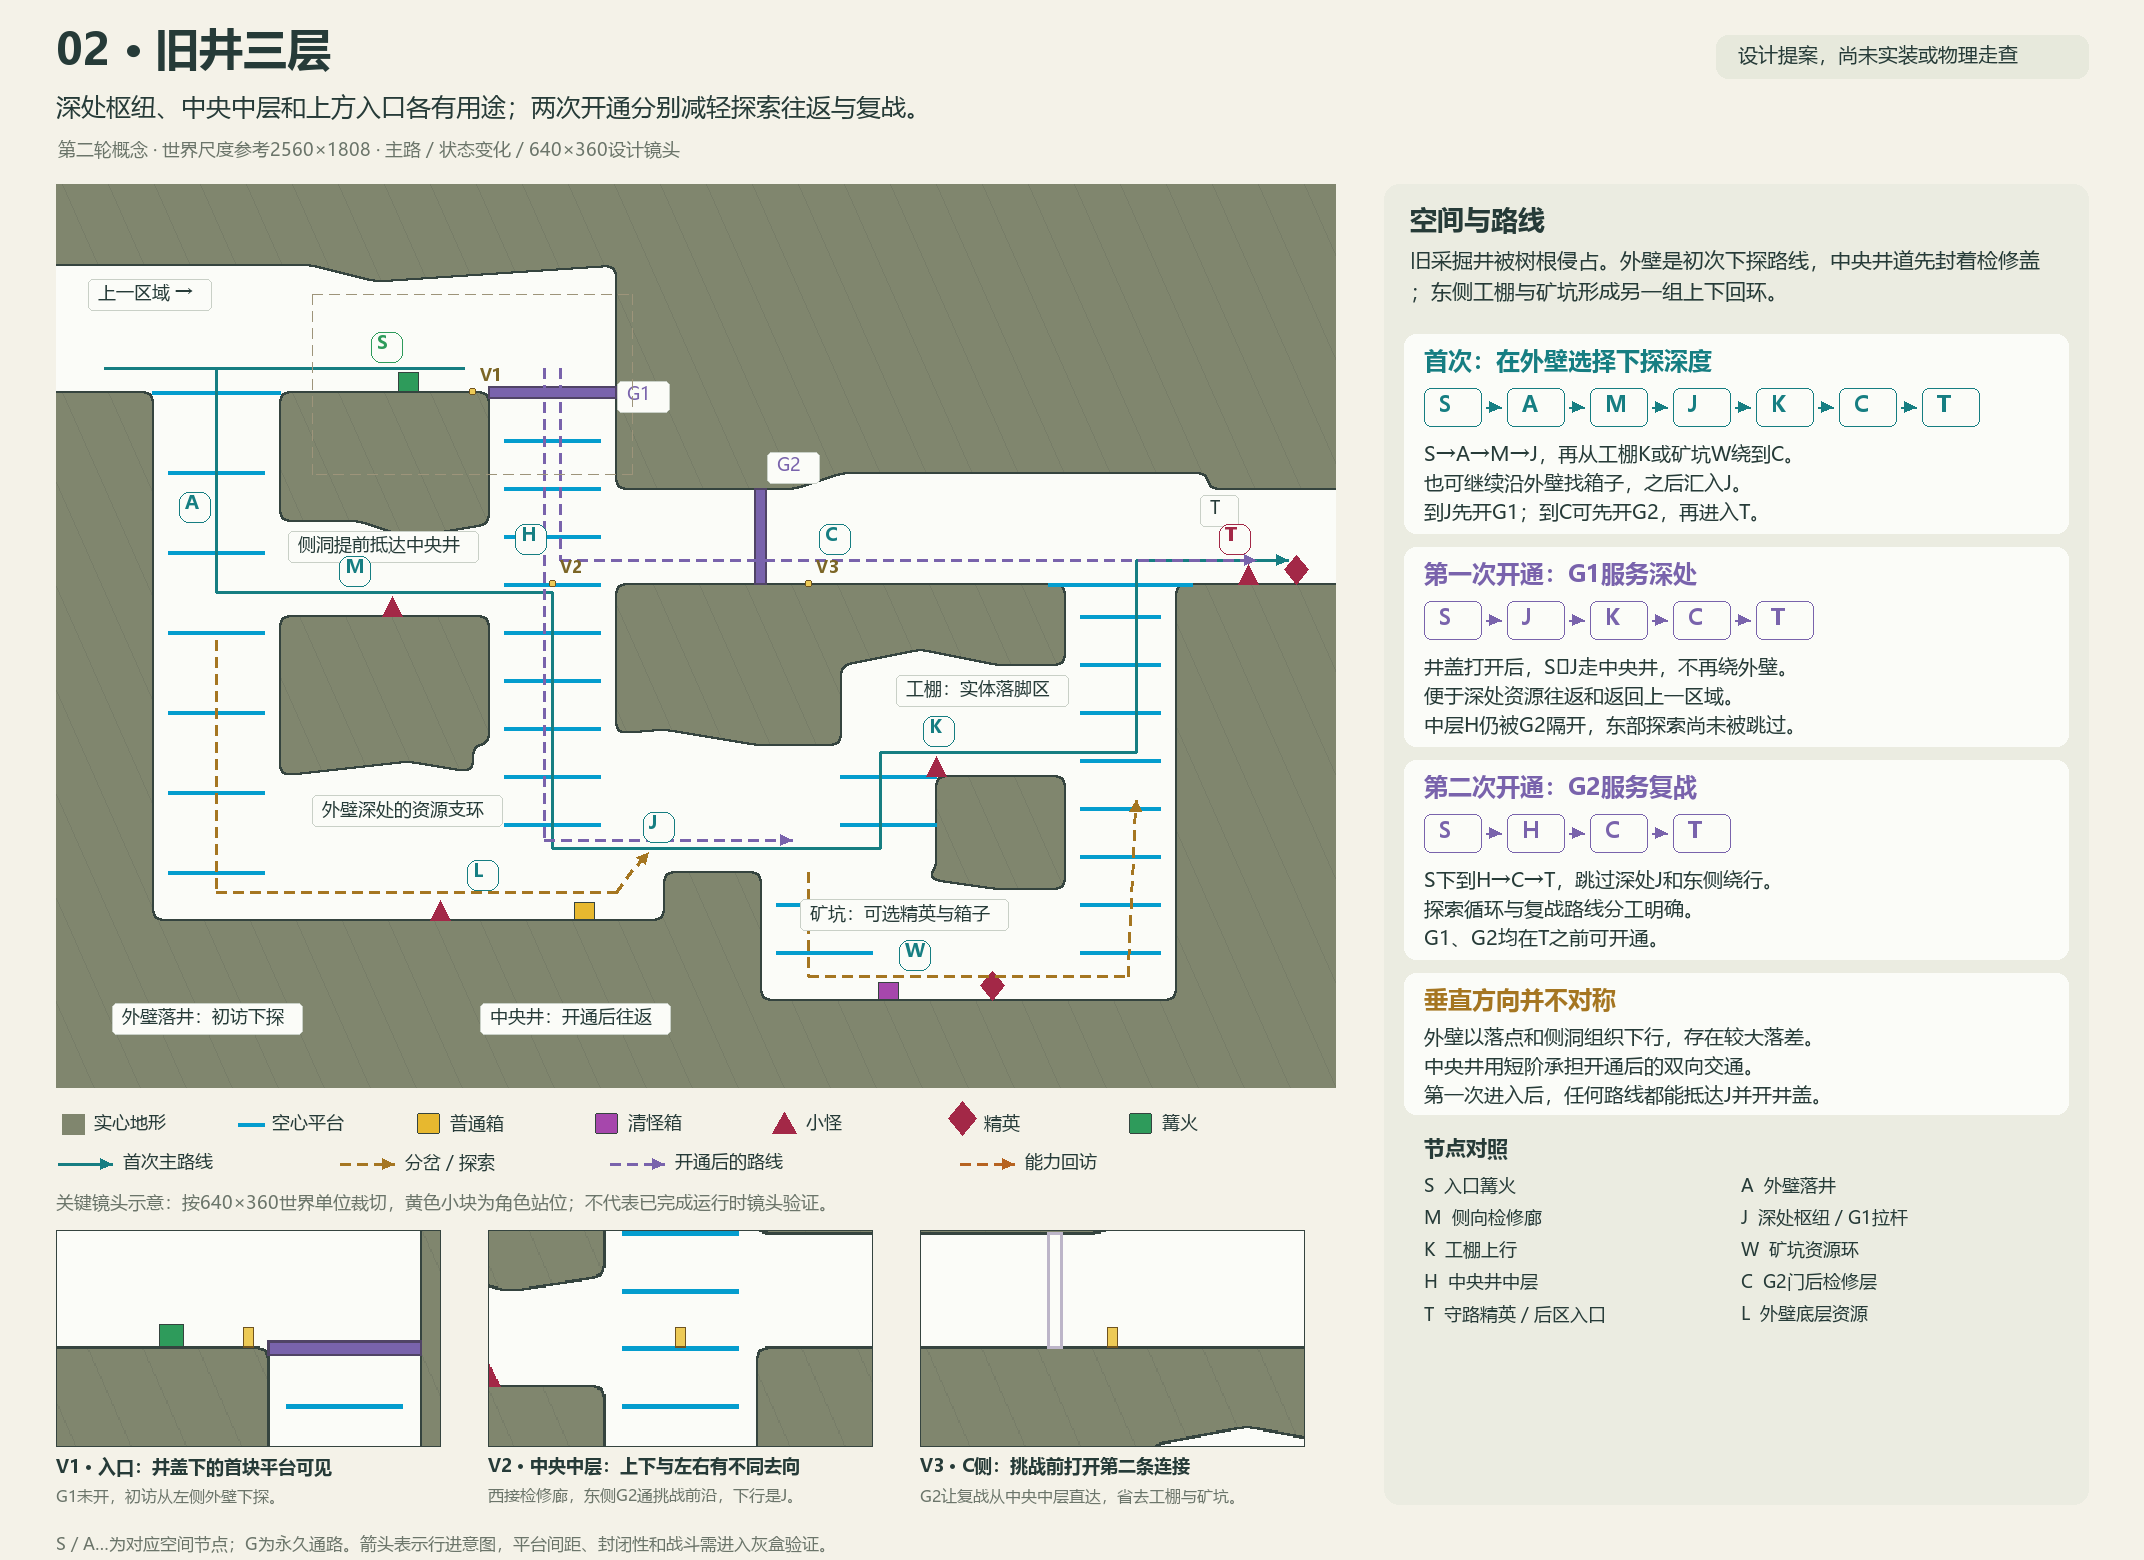 02 • 旧井三层
设计提案，尚未实装或物理走查
深处枢纽、中央中层和上方入口各有用途；两次开通分别减轻探索往返与复战。
第二轮概念 · 世界尺度参考2560×1808 · 主路 / 状态变化 / 640×360设计镜头
上一区域 →
S
V1
G1
G2
A
H
C
T
T
侧洞提前抵达中央井
M
V2
V3
工棚：实体落脚区
K
外壁深处的资源支环
J
L
矿坑：可选精英与箱子
W
外壁落井：初访下探
中央井：开通后往返
实心地形
空心平台
普通箱
清怪箱
小怪
精英
篝火
首次主路线
分岔 / 探索
开通后的路线
能力回访
关键镜头示意：按640×360世界单位裁切，黄色小块为角色站位；不代表已完成运行时镜头验证。
V1 • 入口：井盖下的首块平台可见
G1未开，初访从左侧外壁下探。
V2 • 中央中层：上下与左右有不同去向
西接检修廊，东侧G2通挑战前沿，下行是J。
V3 • C侧：挑战前打开第二条连接
G2让复战从中央中层直达，省去工棚与矿坑。
S / A...为对应空间节点；G为永久通路。箭头表示行进意图，平台间距、封闭性和战斗需进入灰盒验证。
空间与路线
旧采掘井被树根侵占。外壁是初次下探路线，中央井道先封着检修盖
；东侧工棚与矿坑形成另一组上下回环。
首次：在外壁选择下探深度
S A M J K C T
S→A→M→J，再从工棚K或矿坑W绕到C。
也可继续沿外壁找箱子，之后汇入J。
到J先开G1；到C可先开G2，再进入T。
第一次开通：G1服务深处
S J K C T
井盖打开后，S▯J走中央井，不再绕外壁。
便于深处资源往返和返回上一区域。
中层H仍被G2隔开，东部探索尚未被跳过。
第二次开通：G2服务复战
S H C T
S下到H→C→T，跳过深处J和东侧绕行。
探索循环与复战路线分工明确。
G1、G2均在T之前可开通。
垂直方向并不对称
外壁以落点和侧洞组织下行，存在较大落差。
中央井用短阶承担开通后的双向交通。
第一次进入后，任何路线都能抵达J并开井盖。
节点对照
S 入口篝火
A 外壁落井
M 侧向检修廊
J 深处枢纽 / G1拉杆
K 工棚上行
W 矿坑资源环
H 中央井中层
C G2门后检修层
T 守路精英 / 后区入口
L 外壁底层资源